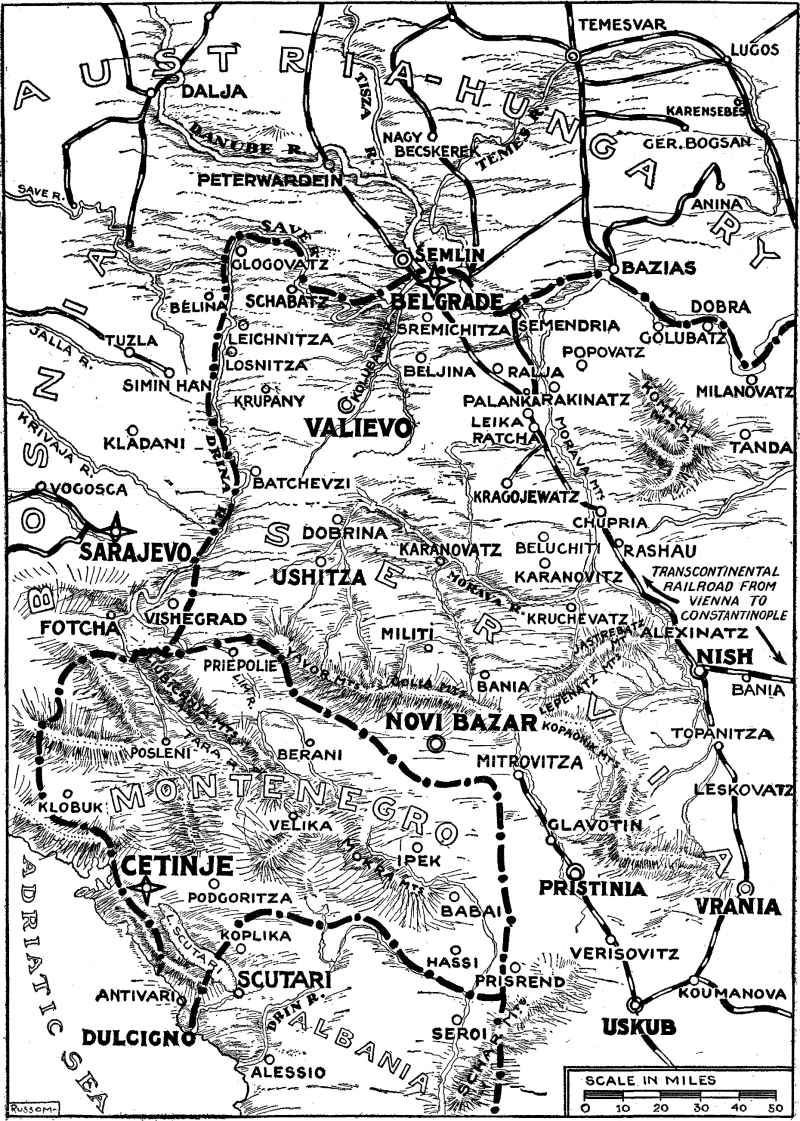 AUSTRIA-HUNGARY
TEMESVAR
LUGOS
DALJA
TISZA R.
KARENSEBES
DANUBE R.
NAGY
BECSKEREK
TEMES R.
GER. BOGSAN
PETERWARDEIN
SAVE R.
ANINA
SAVE R.
SEMLIN
GLOGOVATZ
BAZIAS
BELINA
SCHABATZ
BELGRADE
DOBRA
SREMICHITZA
SEMENDRIA
GOLUBATZ
LEICHNITZA
TUZLA
JALLA R.
LOSNITZA
KOLUBARA R.
POPOVATZ
SIMIN HAN
BELJINA
RALJA
MILANOVATZ
KRUPANY
PALANKA
RAKINATZ
VALIEVO
LEIKA
RATCHA
TANDA
KLADANI
KRIVAJA R.
DRINA R.
MORAVA MTS
BATCHEVZI
VOGOSCA
KRAGOJEWATZ
BOSNIA
CHUPRIA
DOBRINA
SARAJEVO
KARANOVATZ
BELUCHITI
RASHAU
USHITZA
KARANOVITZ
TRANSCONTINENTAL
RAILROAD FROM
VIENNA TO
CONSTANTINOPLE
MORAVA R.
SERVIA
FOTCHA
VISHEGRAD
KRUCHEVATZ
MILITI
JASTIREBATZ
MT
ALEXINATZ
PRIEPOLIE
YAVOR MTS
NISH
LIM R.
GOLIA MTS
BANIA
LEPENATZ MTS
BANIA
LUBICARIA MTS
NOVI BAZAR
KOPAONIK MTS
TOPANITZA
POSLENI
TARA R.
BERANI
MITROVITZA
MONTENEGRO
LESKOVATZ
KLOBUK
VELIKA
GLAVOTIN
IPEK
CETINJE
MOKRA MTS
PRISTINIA
PODGORITZA
BABAI
VRANIA
ADRIATIC SEA
L. SCUTARI
KOPLIKA
HASSI
VERISOVITZ
PRISREND
SCUTARI
ANTIVARI
KOUMANOVA
DRIN R.
DULCIGNO
SEROI
USKUB
ALBANIA
SCHAR MTS
ALESSIO
SCALE IN MILES
0 10 20 30 40 50
RUSSOM-